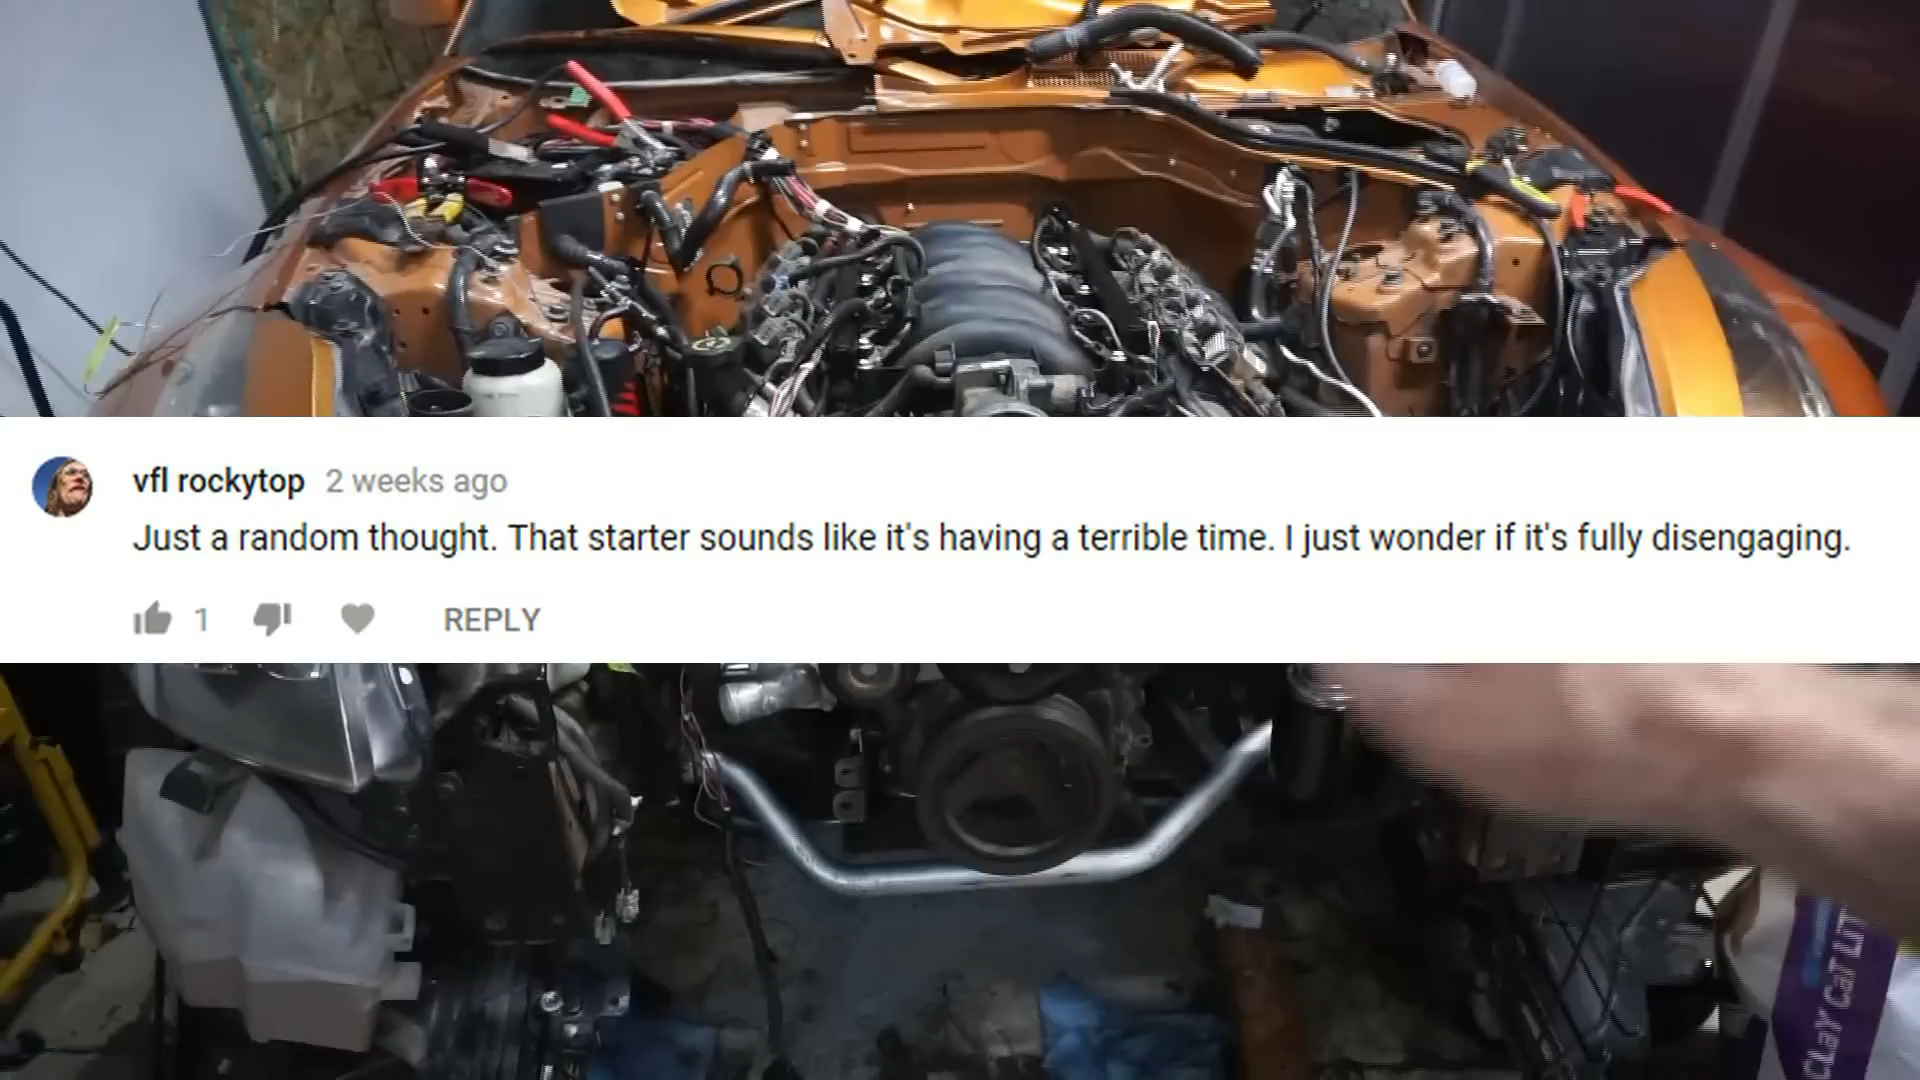 vfl rockytop 2 weeks ago
Just a random thought. That starter sounds like it's having a terrible time. I just wonder if it's fully disengaging.
1 REPLY
CLAY CAT LIT